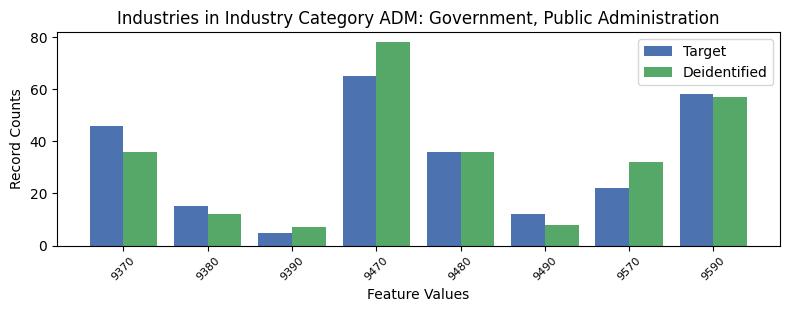 Industries in Industry Category ADM: Government, Public Administration
Target
Deidentified
Record Counts
80
60
40
20
0
9370 9380 9390 9470 9480 9490 9570 9590
Feature Values